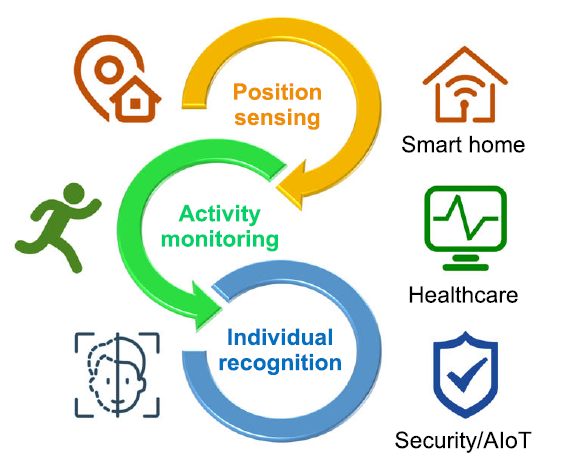 Position
sensing
Smart home
Activity
monitoring
Healthcare
Individual
recognition
Security/AIoT